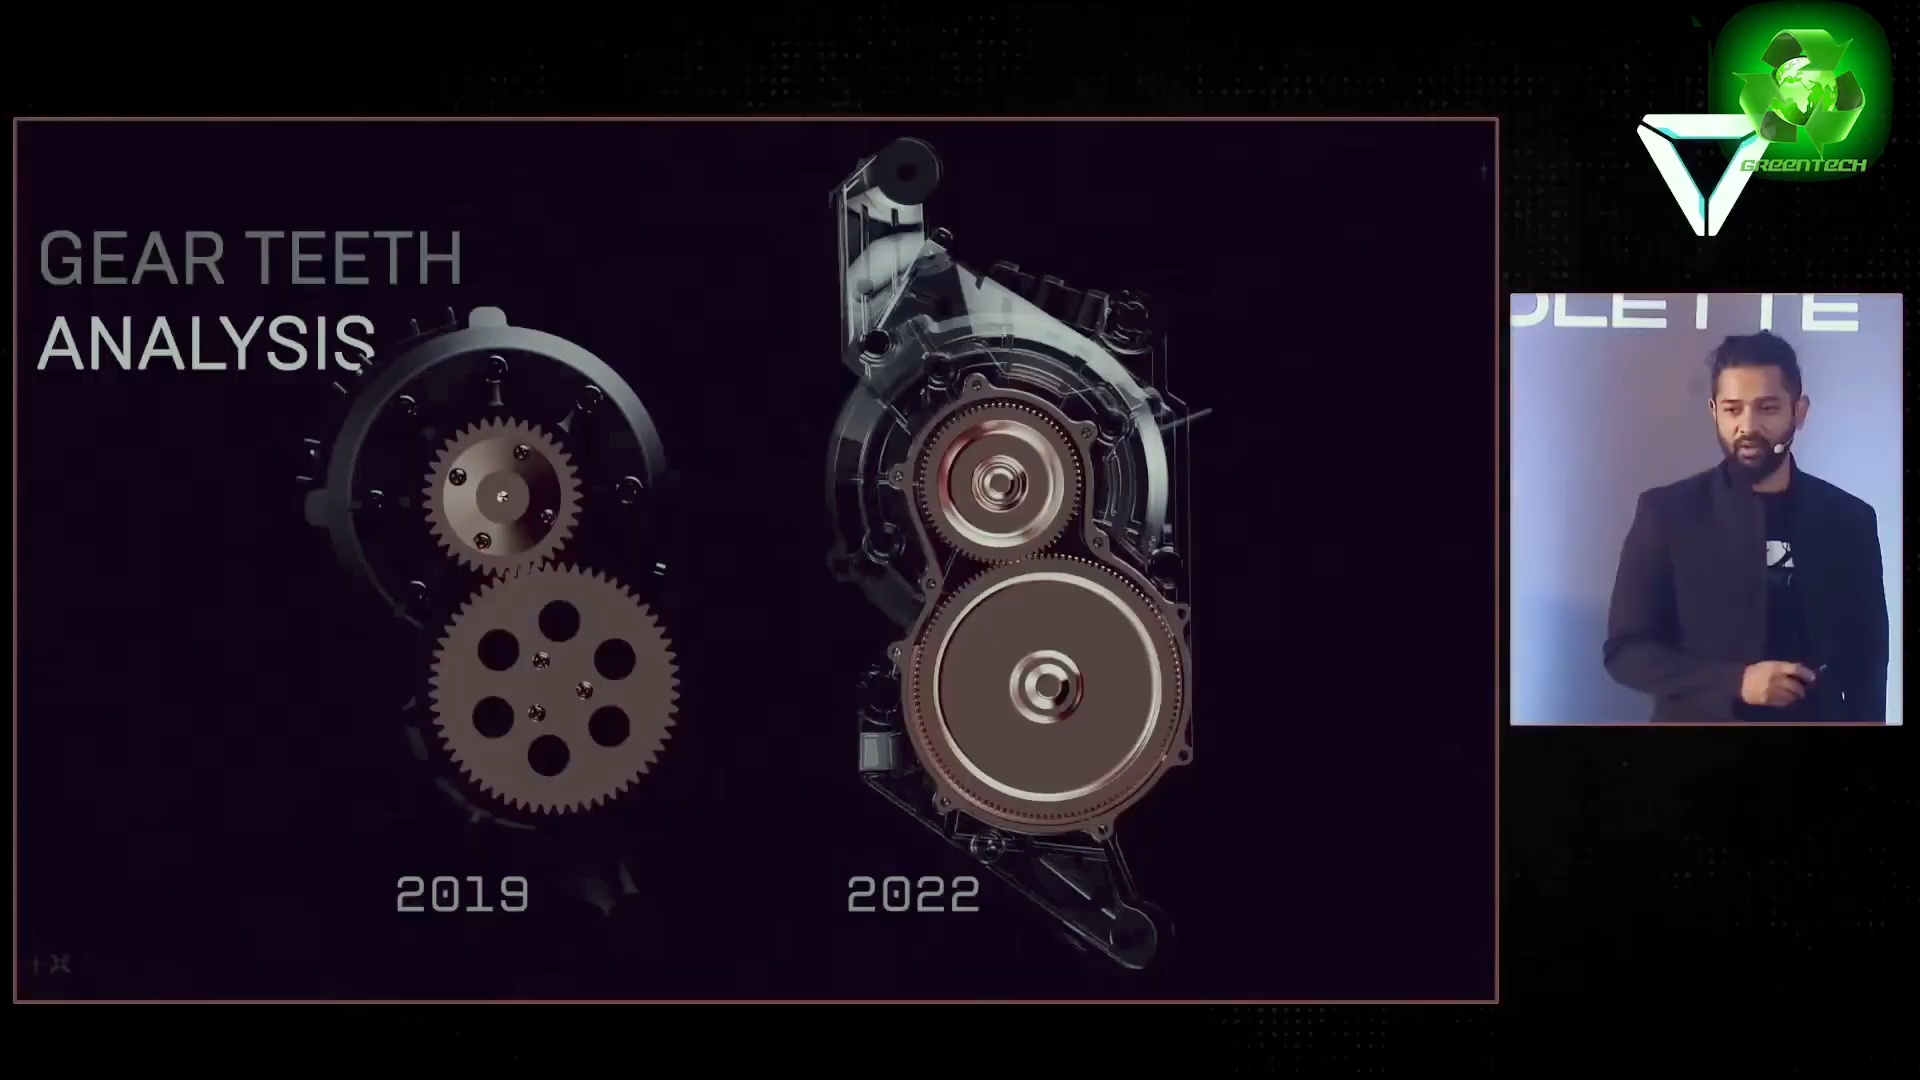 GEAR TEETH
ANALYSIS
2019
2022
GREENTECH
OLETTE